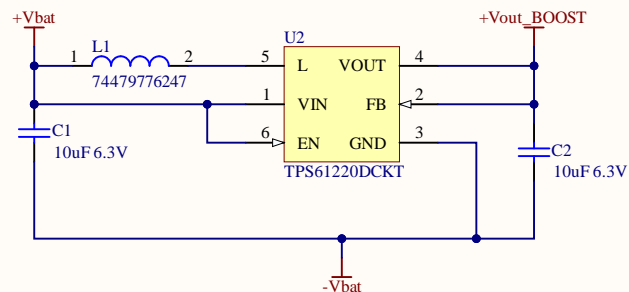 +Vbat
+Vout_BOOST
L1
U2
1
2
5
L
VOUT
4
74479776247
1
VIN
FB
2
C1
6
EN
GND
3
10uF 6.3V
TPS61220DCKT
C2
10uF 6.3V
-Vbat